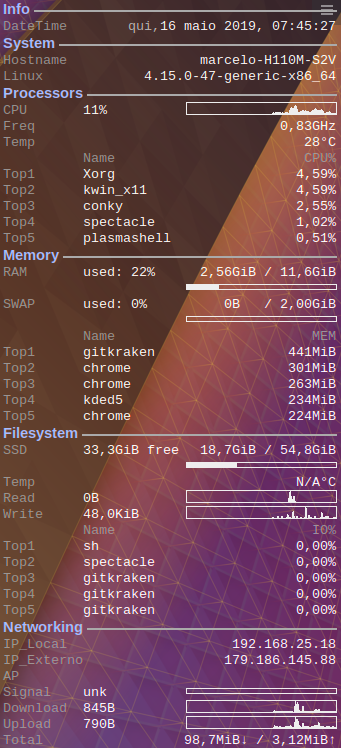 Info
DateTime qui,16 maio 2019, 07:45:27
System
Hostname marcelo-H110M-S2V
Linux 4.15.0-47-generic-x86_64
Processors
CPU 11%
Freq 0,83GHz
Temp 28°C
Name CPU%
Top1 Xorg 4,59%
Top2 kwin_x11 4,59%
Top3 conky 2,55%
Top4 spectacle 1,02%
Top5 plasmashell 0,51%
Memory
RAM used: 22% 2,56GiB / 11,6GiB
SWAP used: 0% 0B / 2,00GiB
Name MEM
Top1 gitkraken 441MiB
Top2 chrome 301MiB
Top3 chrome 263MiB
Top4 kded5 234MiB
Top5 chrome 224MiB
Filesystem
SSD 33,3GiB free 18,7GiB / 54,8GiB
Temp N/A°C
Read 0B
Write 48,0KiB
Name IO%
Top1 sh 0,00%
Top2 spectacle 0,00%
Top3 gitkraken 0,00%
Top4 gitkraken 0,00%
Top5 gitkraken 0,00%
Networking
IP_Local 192.168.25.18
IP_Externo 179.186.145.88
AP
Signal unk
Download 845B
Upload 790B
Total 98,7MiB↓ / 3,12MiB↑